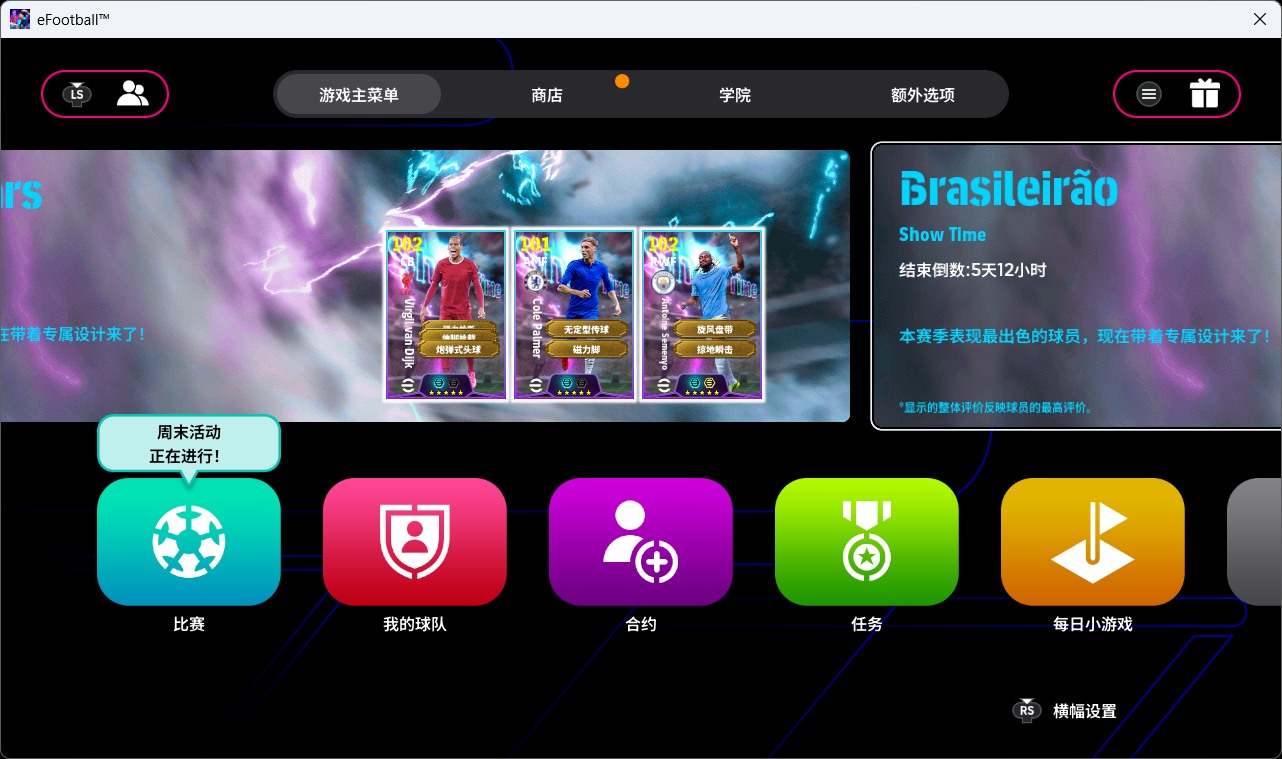 eFootball™
LS
游戏主菜单
商店
学院
额外选项
rs
在带着专属设计来了!
102
CB
Virgil van Dijk
炮弹式头球
101
AMF
Cole Palmer
无定型传球
磁力脚
102
RWF
Antoine Semenyo
旋风盘带
掠地瞬击
Brasileirão
Show Time
结束倒数:5天12小时
本赛季表现最出色的球员，现在带着专属设计来了!
*显示的整体评价反映球员的最高评价。
周末活动
正在进行!
比赛
我的球队
合约
任务
每日小游戏
RS
横幅设置